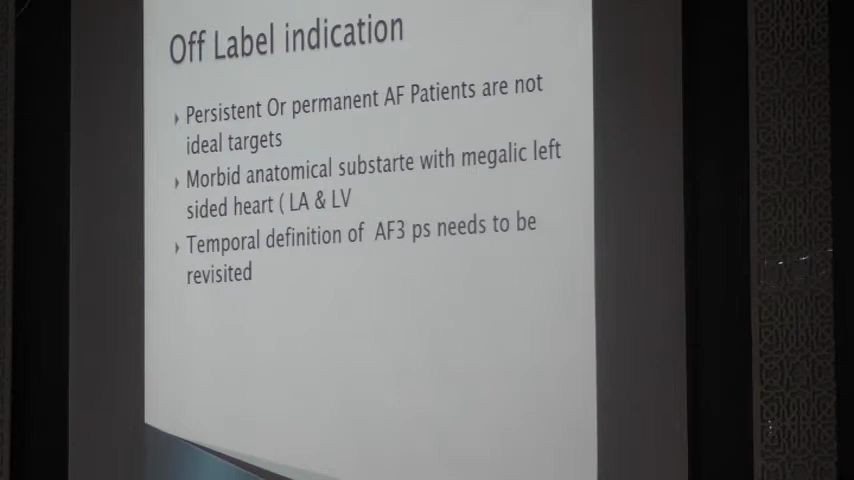 Off Label indication
Persistent Or permanent AF Patients are not
ideal targets
Morbid anatomical substarte with megalic left
sided heart ( LA & LV
Temporal definition of AF3 ps needs to be
revisited